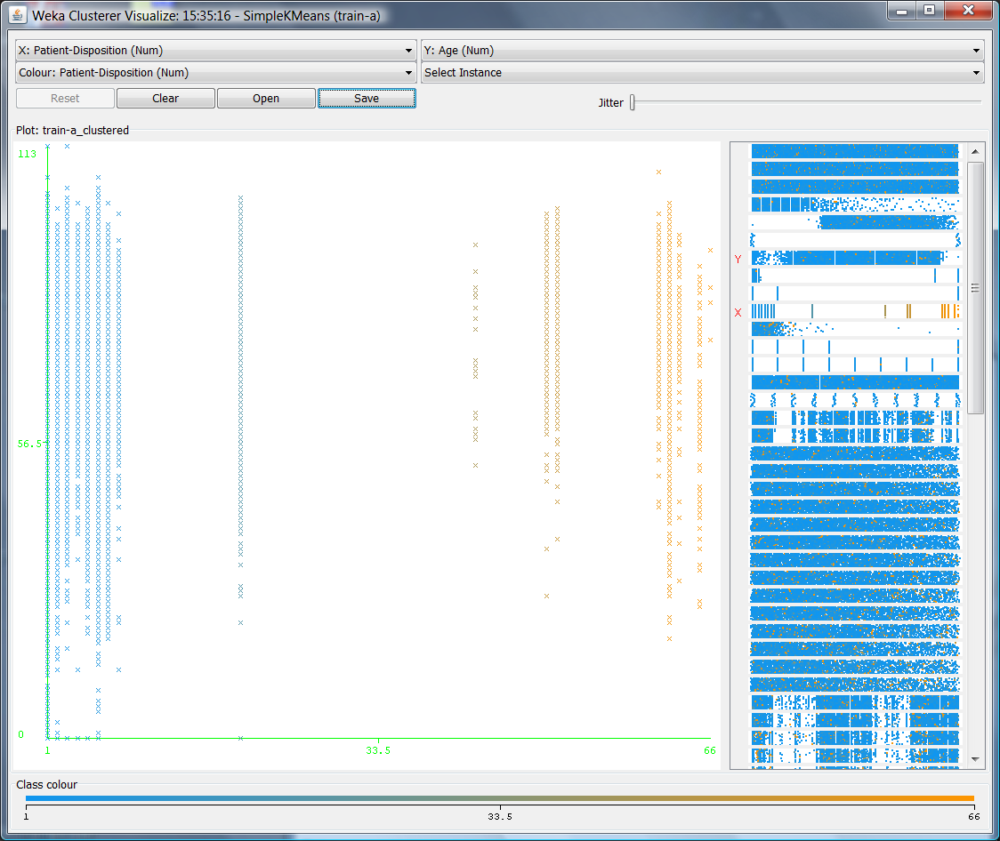 Weka Clusterer Visualize: 15:35:16 - SimpleKMeans (train-a)
X: Patient-Disposition (Num) Y: Age (Num)
Colour: Patient-Disposition (Num) Select Instance
Reset Clear Open Save Jitter
Plot: train-a_clustered
113
Y
X
56.5
0
1 33.5 66
Class colour
1 33.5 66